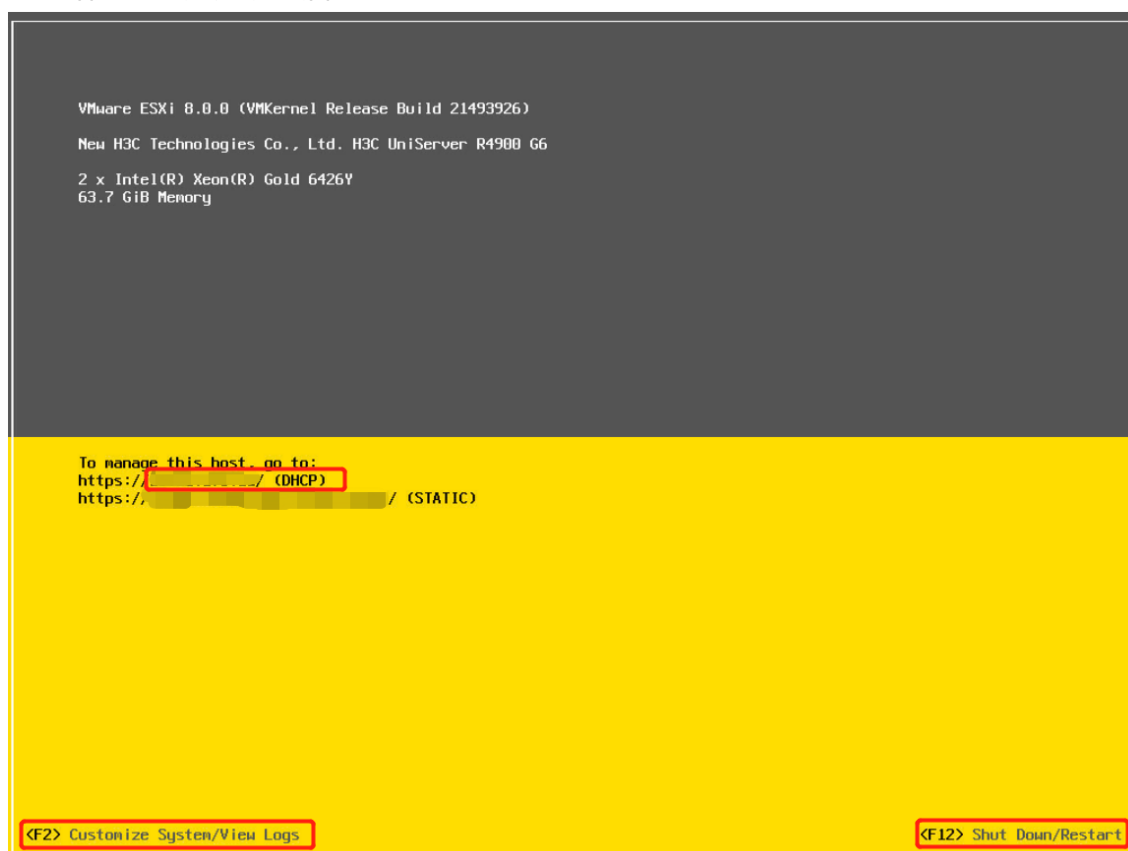 VMware ESXi 8.0.0 (VMKernel Release Build 21493926)
New H3C Technologies Co., Ltd. H3C UniServer R4900 G6
2 x Intel(R) Xeon(R) Gold 6426Y
63.7 GiB Memory
To manage this host, go to:
https:// / (DHCP)
https:// / (STATIC)
<F2> Customize System/View Logs
<F12> Shut Down/Restart